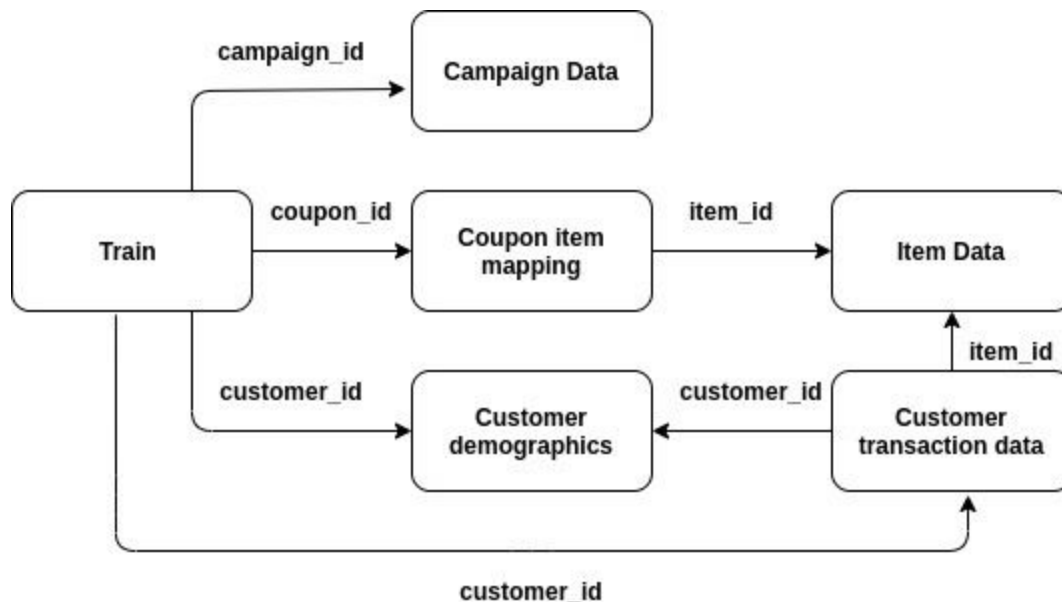 campaign_id
Campaign Data
Train
coupon_id
Coupon item
mapping
item_id
Item Data
item_id
customer_id
Customer
demographics
customer_id
Customer
transaction data
customer_id